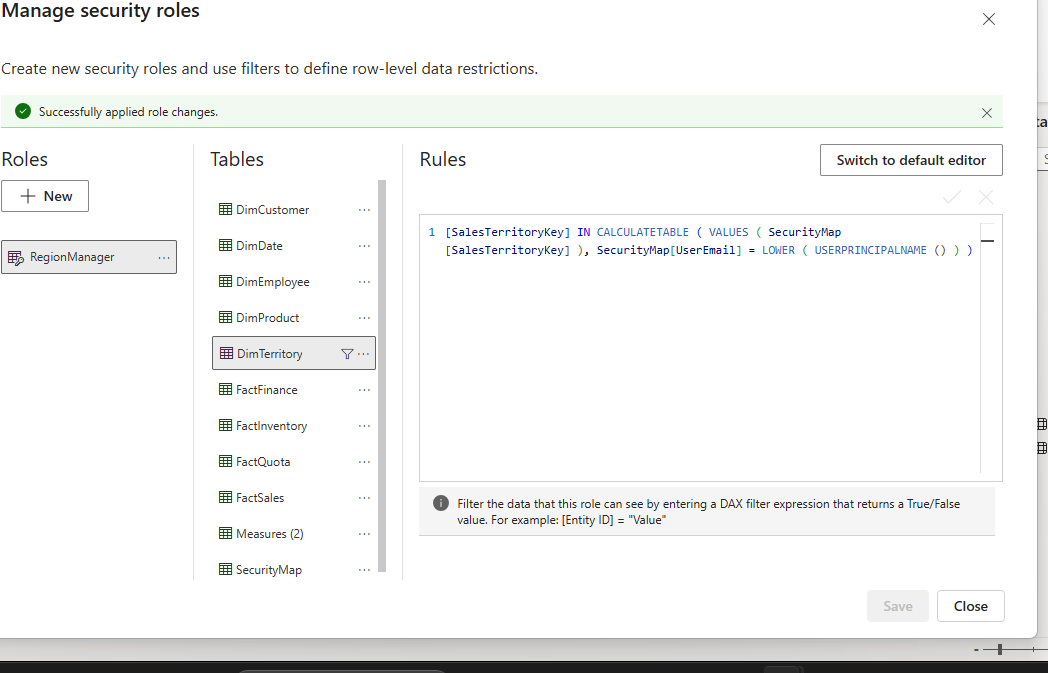 Manage security roles
Create new security roles and use filters to define row-level data restrictions.
Successfully applied role changes.
Roles
New
RegionManager
Tables
DimCustomer
DimDate
DimEmployee
DimProduct
DimTerritory
FactFinance
FactInventory
FactQuota
FactSales
Measures (2)
SecurityMap
Rules
Switch to default editor
1 [SalesTerritoryKey] IN CALCULATETABLE ( VALUES ( SecurityMap
[SalesTerritoryKey] ), SecurityMap[UserEmail] = LOWER ( USERPRINCIPALNAME () ) )
Filter the data that this role can see by entering a DAX filter expression that returns a True/False
value. For example: [Entity ID] = "Value"
Save
Close